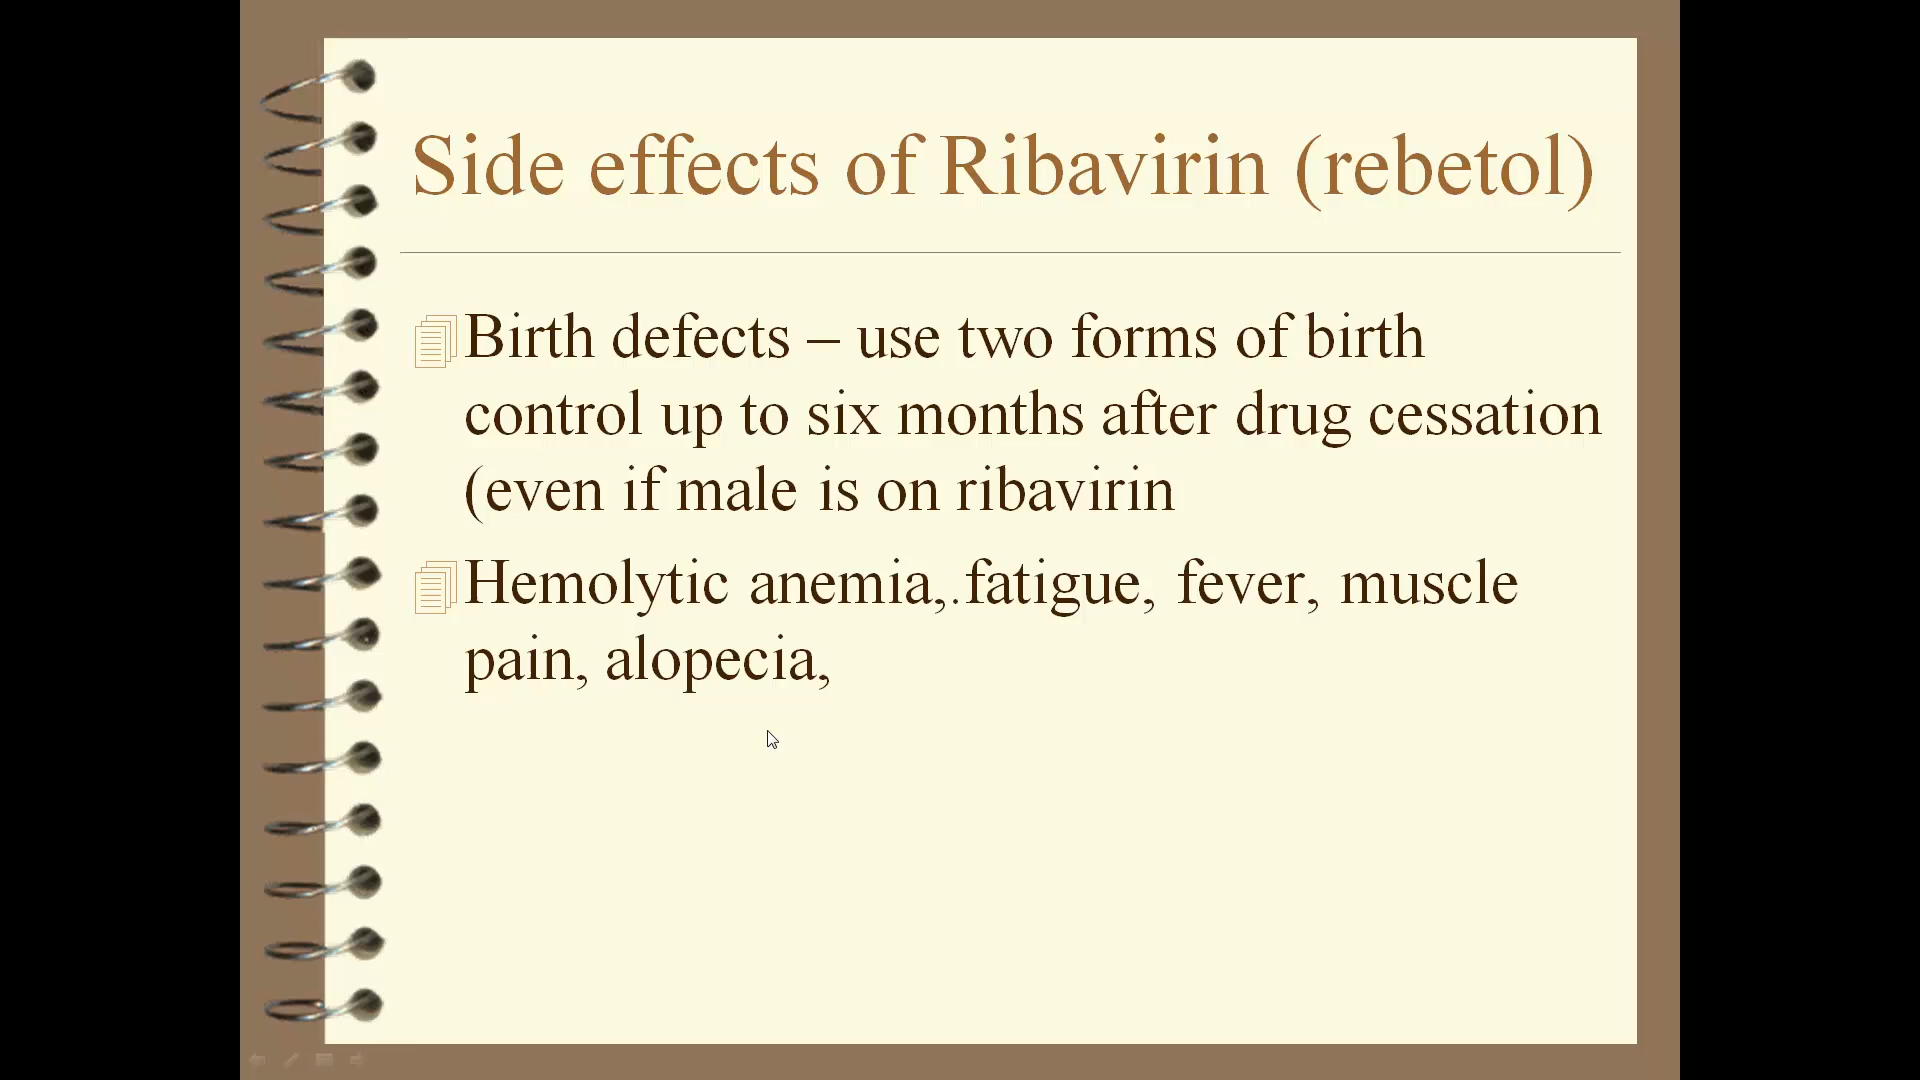 Side effects of Ribavirin (rebetol)
Birth defects – use two forms of birth
control up to six months after drug cessation
(even if male is on ribavirin
Hemolytic anemia,.fatigue, fever, muscle
pain, alopecia,